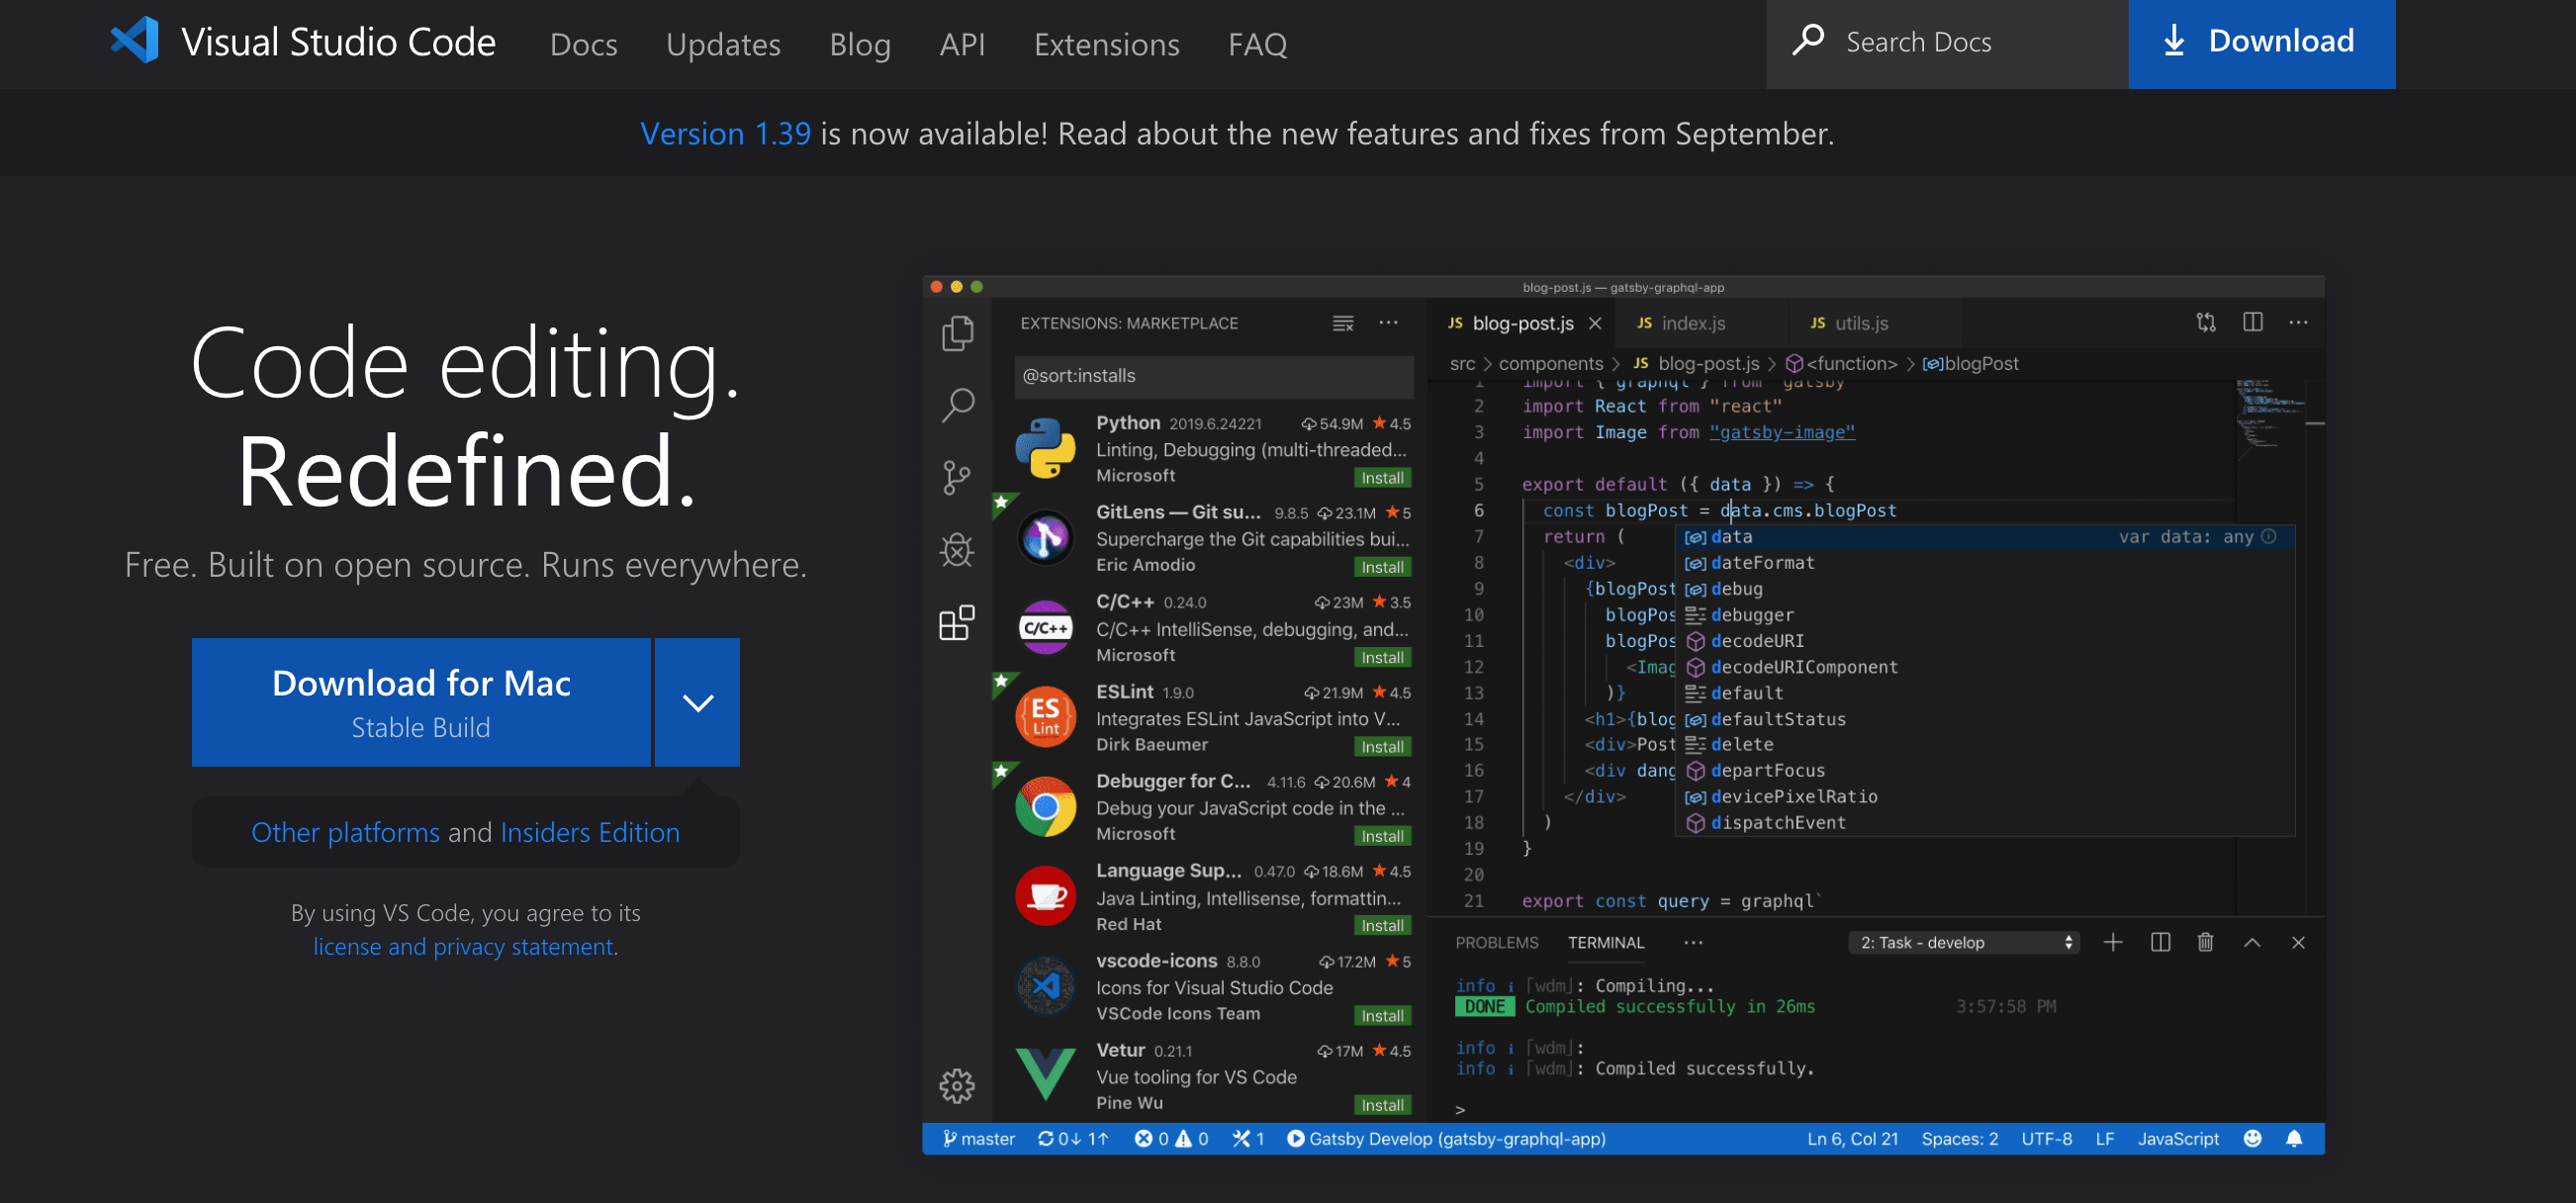 Visual Studio Code Docs Updates Blog API Extensions FAQ Search Docs Download
Version 1.39 is now available! Read about the new features and fixes from September.
Code editing.
Redefined.
Free. Built on open source. Runs everywhere.
Download for Mac
Stable Build
Other platforms and Insiders Edition
By using VS Code, you agree to its
license and privacy statement.
blog-post.js — gatsby-graphql-app
EXTENSIONS: MARKETPLACE
@sort:installs
Python 2019.6.24221 54.9M 4.5
Linting, Debugging (multi-threaded...
Microsoft Install
GitLens — Git su... 9.8.5 23.1M 5
Supercharge the Git capabilities bui...
Eric Amodio Install
C/C++
C/C++ 0.24.0 23M 3.5
C/C++ IntelliSense, debugging, and...
Microsoft Install
ES
Lint
ESLint 1.9.0 21.9M 4.5
Integrates ESLint JavaScript into V...
Dirk Baeumer Install
Debugger for C... 4.11.6 20.6M 4
Debug your JavaScript code in the ...
Microsoft Install
Language Sup... 0.47.0 18.6M 4.5
Java Linting, Intellisense, formattin...
Red Hat Install
vscode-icons 8.8.0 17.2M 5
Icons for Visual Studio Code
VSCode Icons Team Install
Vetur 0.21.1 17M 4.5
Vue tooling for VS Code
Pine Wu Install
JS blog-post.js JS index.js JS utils.js
src > components > JS blog-post.js > <function> > blogPost
1 import { graphql } from "gatsby"
2 import React from "react"
3 import Image from "gatsby-image"
4
5 export default ({ data }) => {
6 const blogPost = data.cms.blogPost
7 return (
8 <div>
9 {blogPost
10 blogPos
11 blogPos
12 <Imag
13 )}
14 <h1>{blog
15 <div>Post
16 <div dang
17 </div>
18 )
19 }
20
21 export const query = graphql`
data var data: any
dateFormat
debug
debugger
decodeURI
decodeURIComponent
default
defaultStatus
delete
departFocus
devicePixelRatio
dispatchEvent
PROBLEMS TERMINAL ... 2: Task - develop
info i [wdm]: Compiling...
DONE Compiled successfully in 26ms 3:57:58 PM
info i [wdm]:
info i [wdm]: Compiled successfully.
>
master 0↓ 1↑ 0 0 1 Gatsby Develop (gatsby-graphql-app) Ln 6, Col 21 Spaces: 2 UTF-8 LF JavaScript